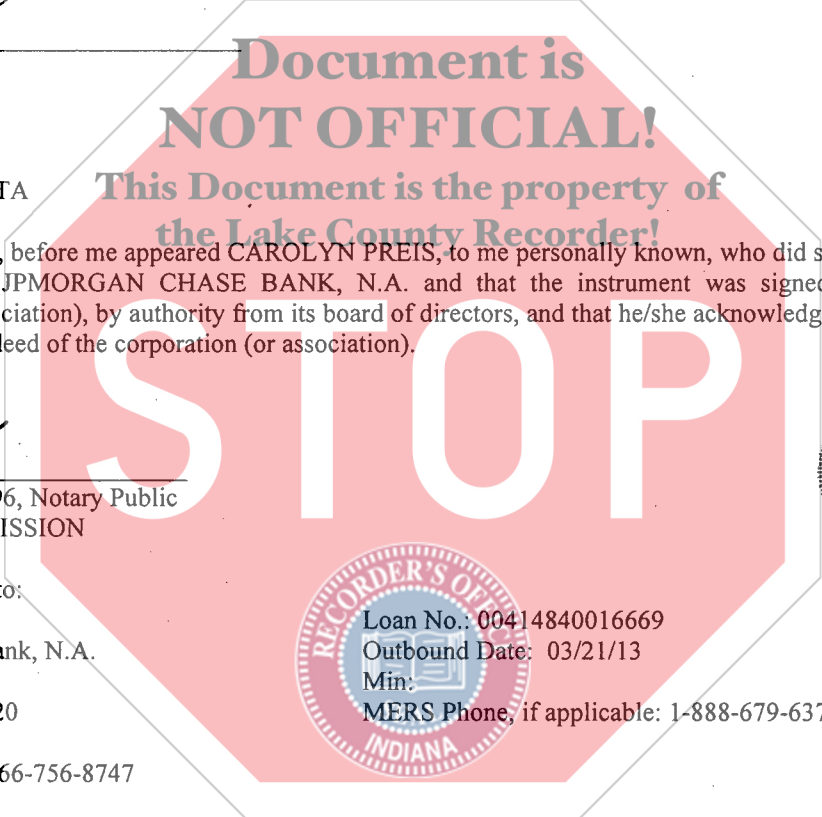 Document is
NOT OFFICIAL!
This Document is the property of
the Lake County Recorder!
TA
, before me appeared CAROLYN PREIS, to me personally known, who did s
JPMORGAN CHASE BANK, N.A. and that the instrument was signed
ciation), by authority from its board of directors, and that he/she acknowledg
eed of the corporation (or association).
STOP
6, Notary Public
ISSION
to:
ank, N.A.
20
66-756-8747
RECORDER'S OFFIC
INDIANA
Loan No.: 00414840016669
Outbound Date: 03/21/13
Min:
MERS Phone, if applicable: 1-888-679-637